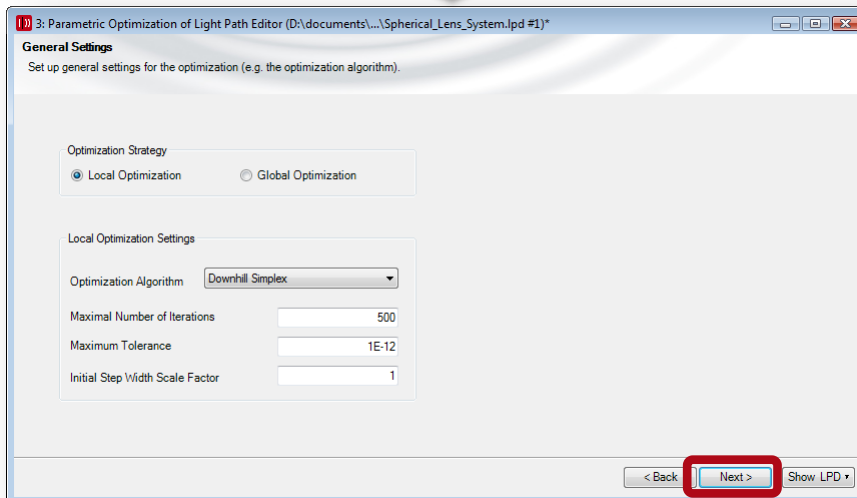 3: Parametric Optimization of Light Path Editor (D:\documents\...\Spherical_Lens_System.lpd #1)*
General Settings
Set up general settings for the optimization (e.g. the optimization algorithm).
Optimization Strategy
Local Optimization Global Optimization
Local Optimization Settings
Optimization Algorithm Downhill Simplex
Maximal Number of Iterations 500
Maximum Tolerance 1E-12
Initial Step Width Scale Factor 1
< Back Next > Show LPD